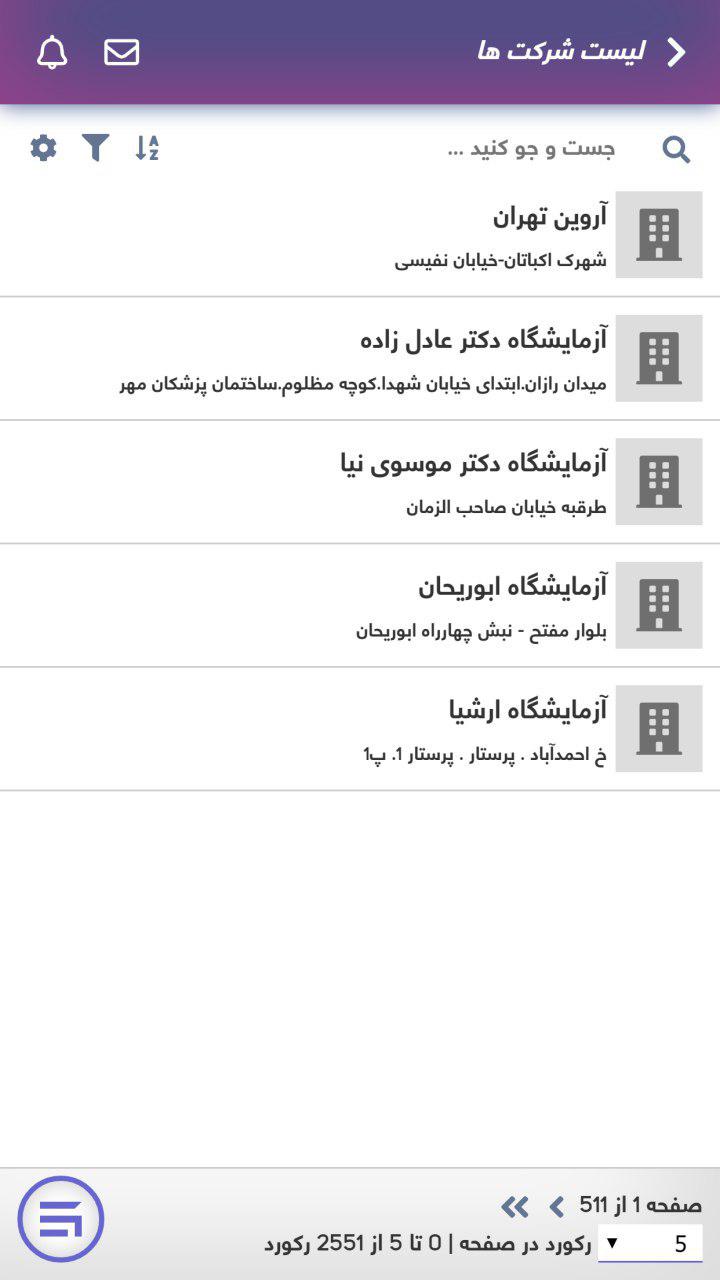 لیست شرکت ها
جست و جو کنید ...
آروین تهران
شهرک اکباتان-خیابان نفیسی
آزمایشگاه دکتر عادل زاده
میدان رازان.ابتدای خیابان شهدا.کوچه مظلوم.ساختمان پزشکان مهر
آزمایشگاه دکتر موسوی نیا
طرقبه خیابان صاحب الزمان
آزمایشگاه ابوریحان
بلوار مفتح - نبش چهارراه ابوریحان
آزمایشگاه ارشیا
خ احمدآباد . پرستار . پرستار 1. پ1
صفحه 1 از 511
5 رکورد در صفحه | 0 تا 5 از 2551 رکورد